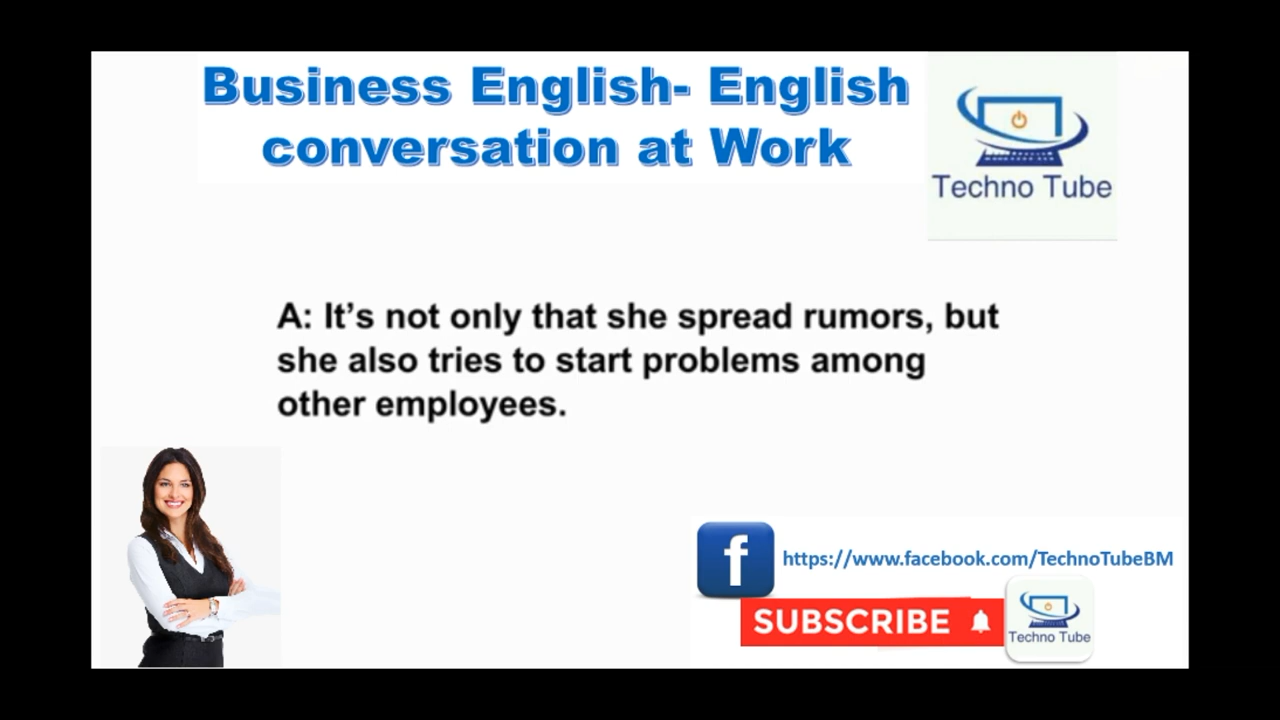 Business English- English
conversation at Work
Techno Tube
A: It’s not only that she spread rumors, but
she also tries to start problems among
other employees.
f
https://www.facebook.com/TechnoTubeBM
SUBSCRIBE
Techno Tube